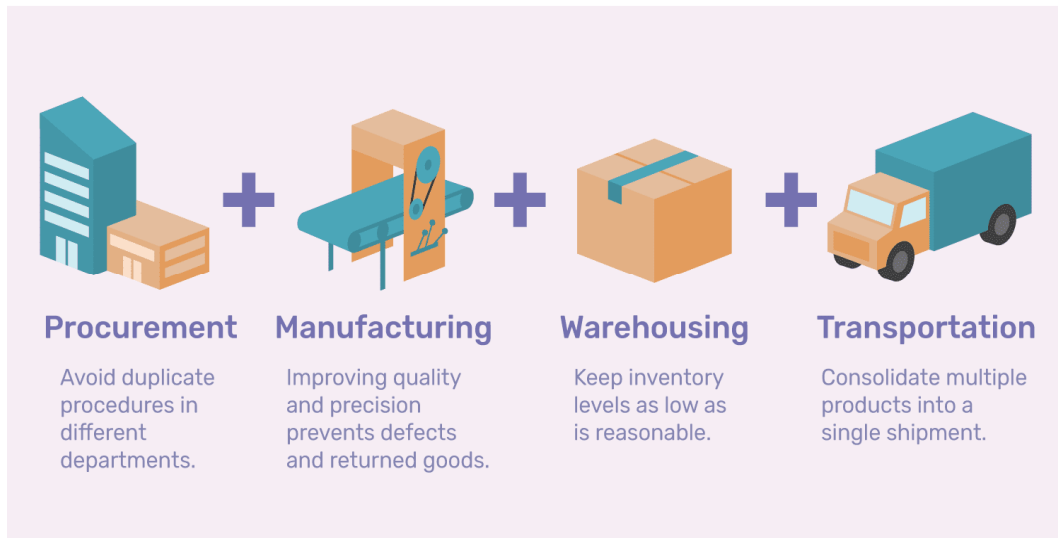 Procurement
Avoid duplicate
procedures in
different
departments.
Manufacturing
Improving quality
and precision
prevents defects
and returned goods.
Warehousing
Keep inventory
levels as low as
is reasonable.
Transportation
Consolidate multiple
products into a
single shipment.